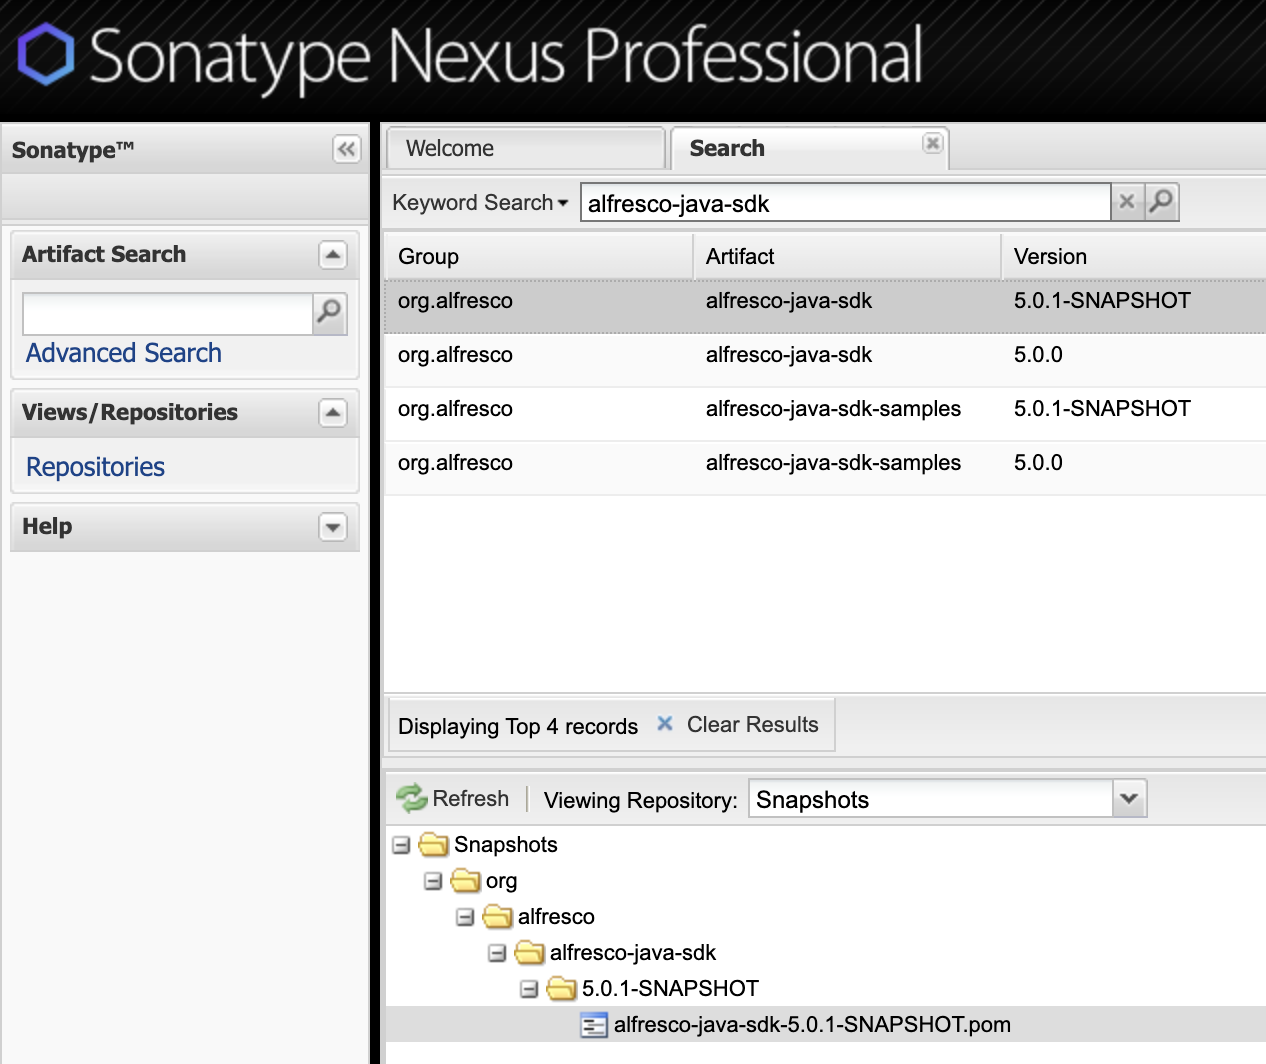 Sonatype Nexus Professional
Sonatype™
Welcome
Search
Keyword Search
alfresco-java-sdk
Artifact Search
Advanced Search
Views/Repositories
Repositories
Help
Group Artifact Version
org.alfresco alfresco-java-sdk 5.0.1-SNAPSHOT
org.alfresco alfresco-java-sdk 5.0.0
org.alfresco alfresco-java-sdk-samples 5.0.1-SNAPSHOT
org.alfresco alfresco-java-sdk-samples 5.0.0
Displaying Top 4 records Clear Results
Refresh Viewing Repository: Snapshots
Snapshots
org
alfresco
alfresco-java-sdk
5.0.1-SNAPSHOT
alfresco-java-sdk-5.0.1-SNAPSHOT.pom